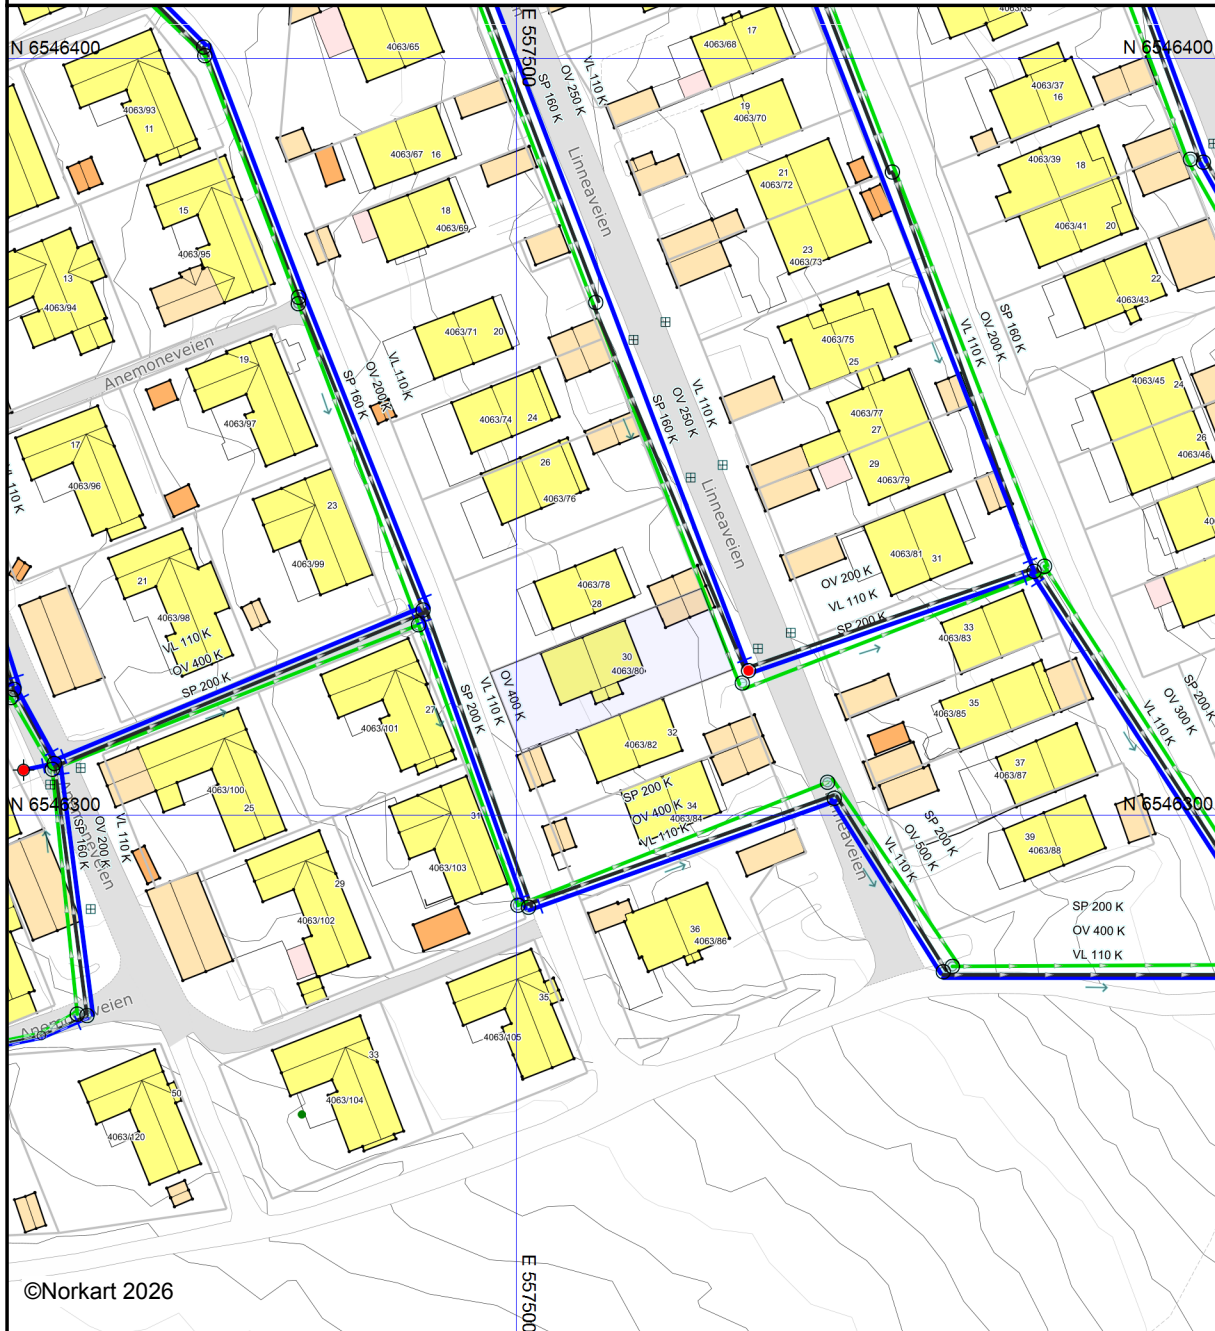 4063/35
17
4063/65
4063/68
N 6546400
E 557500
N 6546400
VL 110 K
OV 250 K
SP 160 K
4063/37
16
4063/93
11
19
4063/70
4063/67 16
4063/39 18
Linneaveien
21
4063/72
15
18
4063/69
4063/41 20
4063/95
23
4063/73
13
4063/94
22
4063/43
SP 160 K
OV 200 K
VL 110 K
4063/71 20
4063/75
25
Anemoneveien
19
VL 110 K
OV 200 K
SP 160 K
VL 110 K
OV 250 K
SP 160 K
4063/45 24
4063/97
4063/74 24
4063/77
27
26
4063/46
17
4063/96
26
4063/76
29
4063/79
VL 110 K
23
Linneaveien
4063/99
21
4063/98
4063/78
28
4063/81 31
OV 200 K
VL 110 K
SP 200 K
VL 110 K
OV 400 K
SP 200 K
33
4063/83
30
4063/80
OV 400 K
VL 110 K
SP 200 K
SP 200 K
OV 300 K
VL 110 K
27
4063/101
35
4063/85
32
4063/82
37
4063/87
4063/100
25
N 6546300
SP 200 K
OV 400 K
VL 110 K
34
4063/84
N 6546300
31
SP 200 K
OV 500 K
VL 110 K
VL 110 K
OV 200 K
SP 160 K
39
4063/88
4063/103
29
4063/102
SP 200 K
OV 400 K
VL 110 K
36
4063/86
35
4063/105
Anemoneveien
33
4063/104
50
4063/120
E 557500
©Norkart 2026